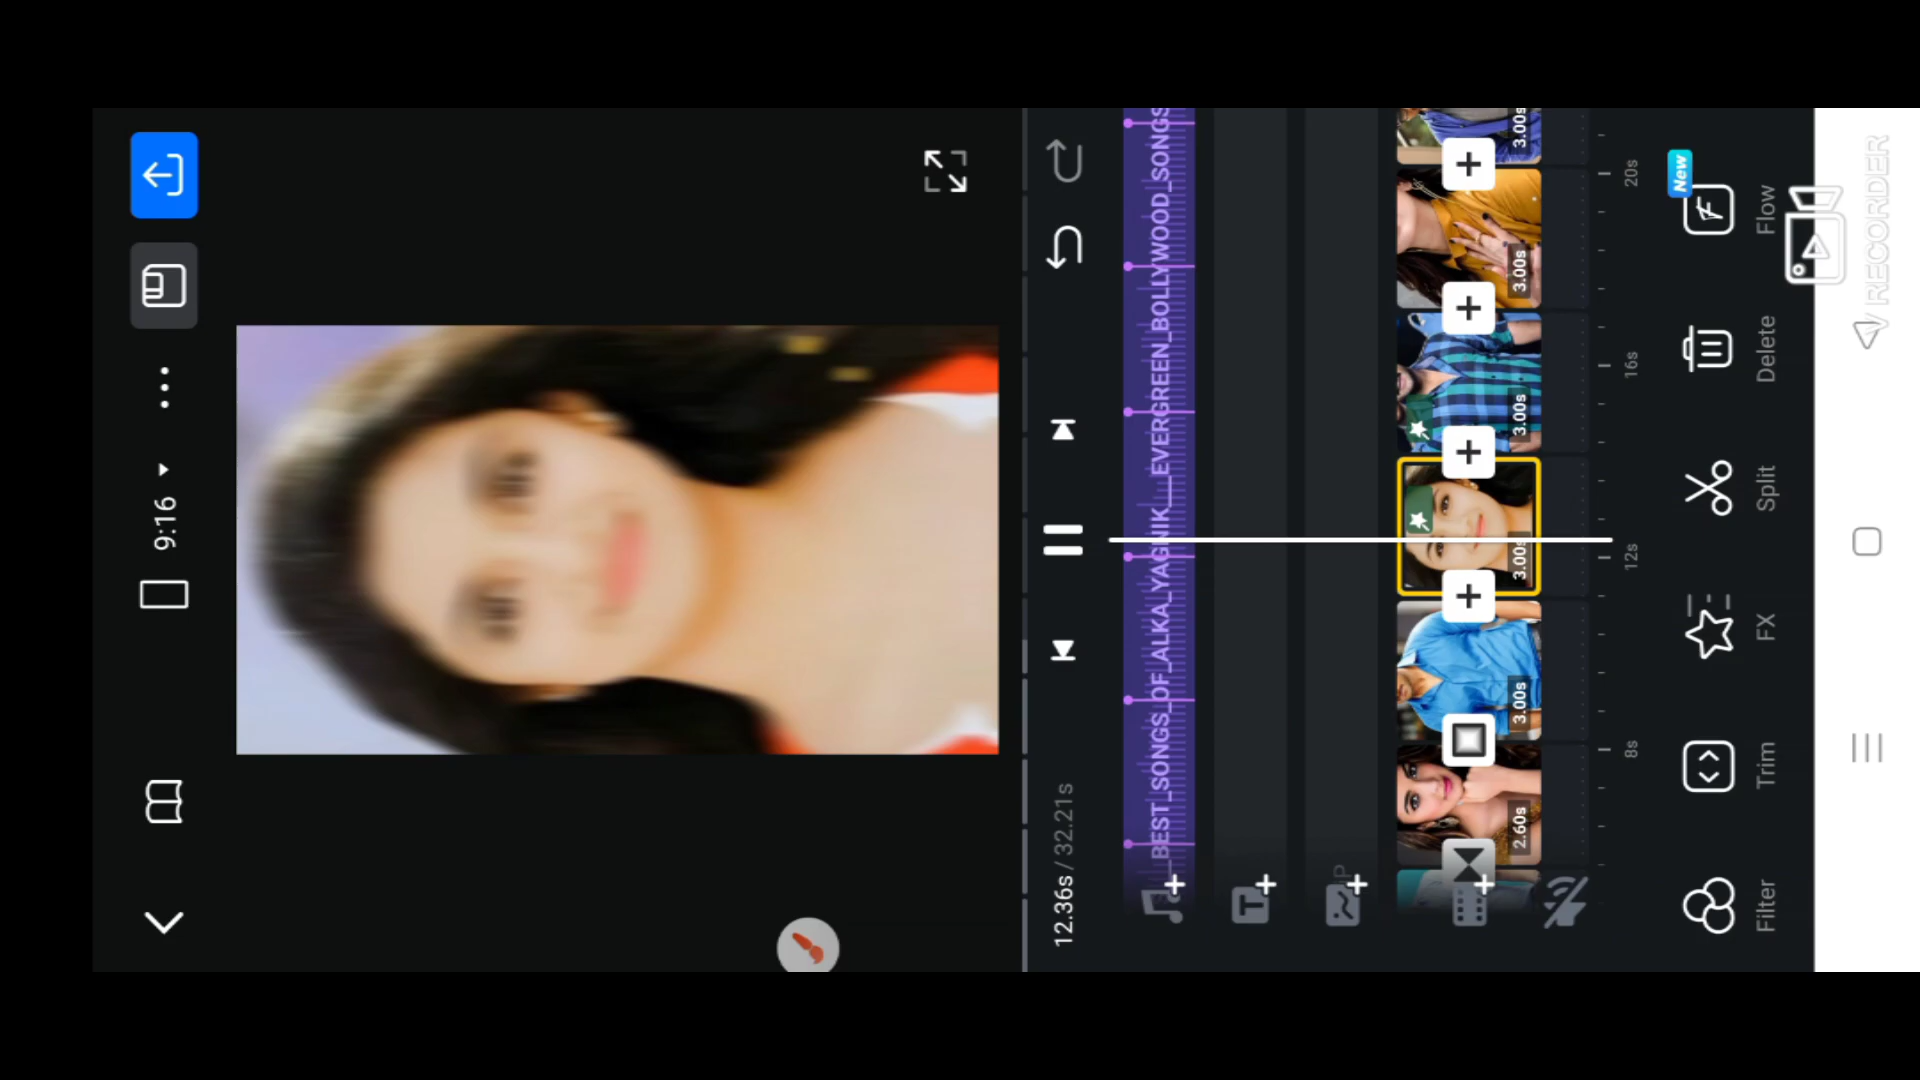 9:16
12.36s / 32.21s
_BEST_SONGS_OF_ALKA_YAGNIK___EVERGREEN_BOLLYWOOD_SONGS
T
2.60s
3.00s
3.00s
3.00s
3.00s
3.00s
8s
12s
16s
20s
Filter
Trim
FX
Split
Delete
Flow
New
RECORDER